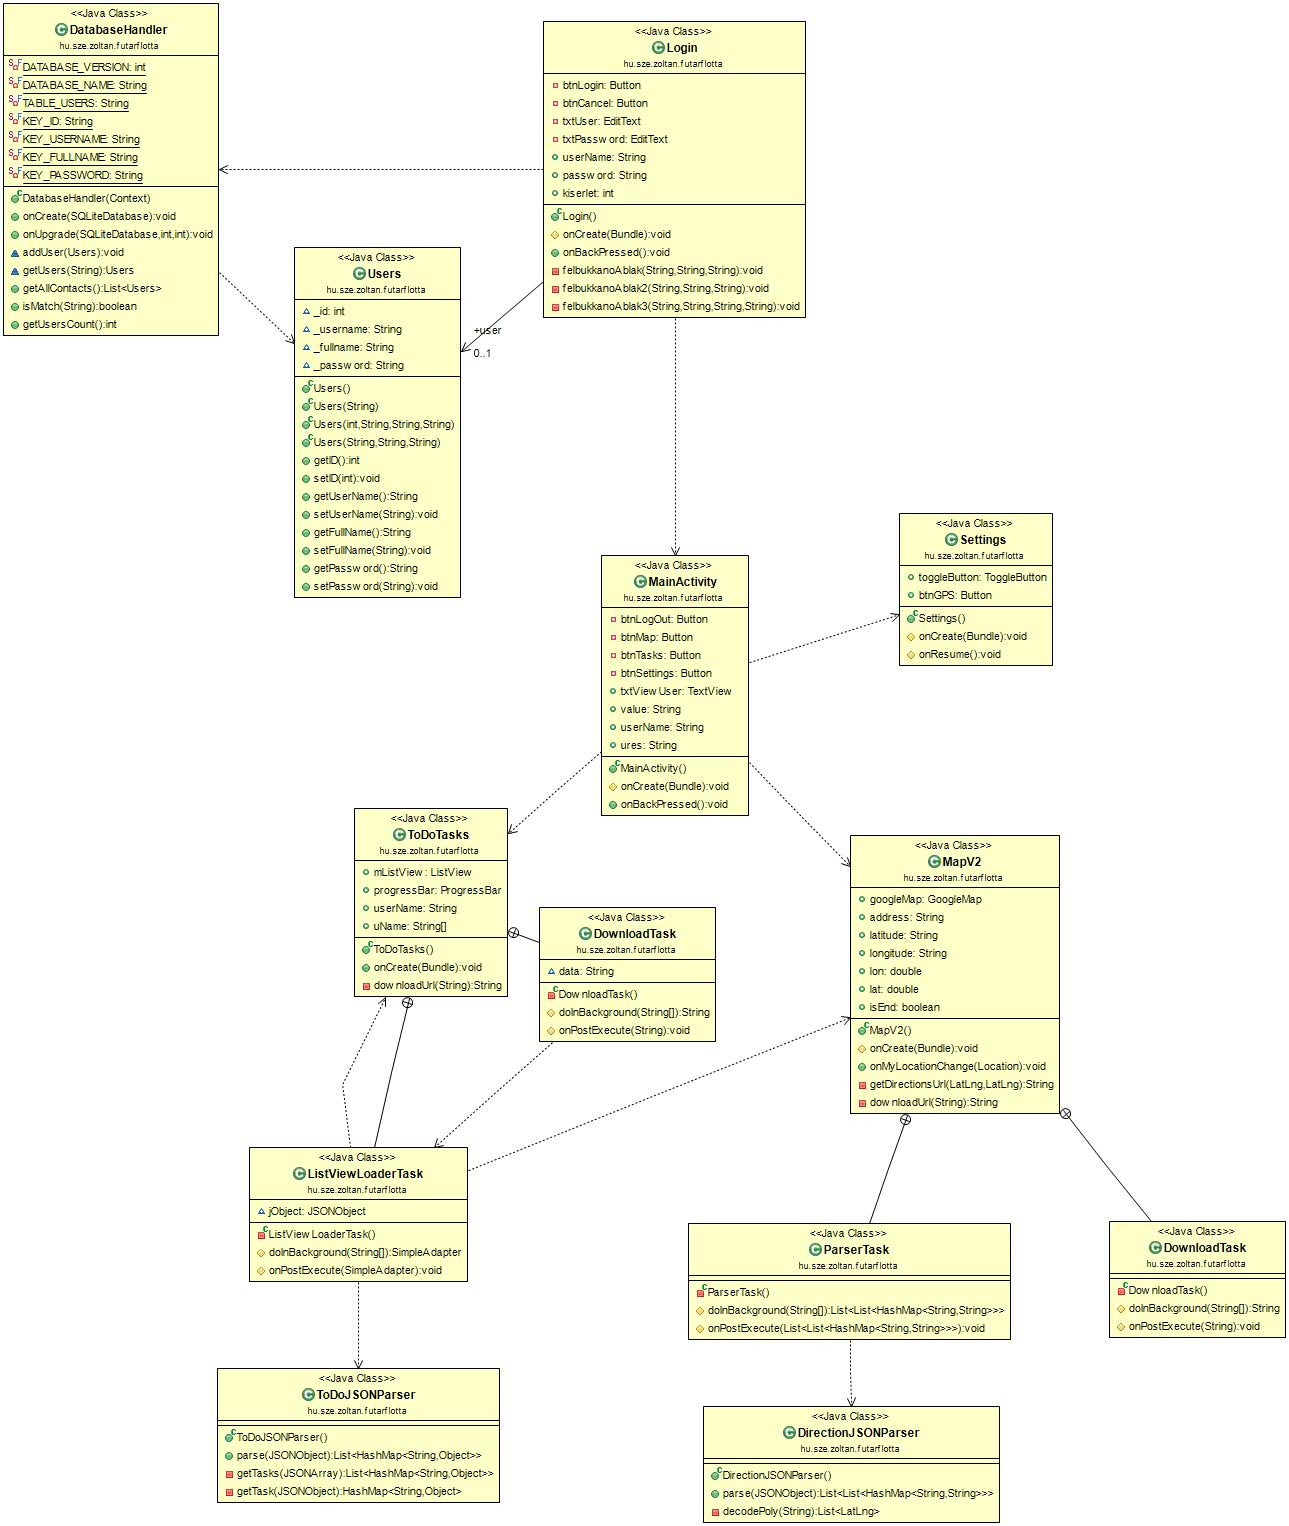 <<Java Class>>
DatabaseHandler
hu.sze.zoltan.futarflotta
DATABASE_VERSION: int
DATABASE_NAME: String
TABLE_USERS: String
KEY_ID: String
KEY_USERNAME: String
KEY_FULLNAME: String
KEY_PASSWORD: String
DatabaseHandler(Context)
onCreate(SQLiteDatabase):void
onUpgrade(SQLiteDatabase,int,int):void
addUser(Users):void
getUsers(String):Users
getAllContacts():List<Users>
isMatch(String):boolean
getUsersCount():int
<<Java Class>>
Login
hu.sze.zoltan.futarflotta
btnLogin: Button
btnCancel: Button
txtUser: EditText
txtPassword: EditText
userName: String
password: String
kiserlet: int
Login()
onCreate(Bundle):void
onBackPressed():void
felbukkanoAblak(String,String,String):void
felbukkanoAblak2(String,String,String):void
felbukkanoAblak3(String,String,String,String):void
+user
0..1
<<Java Class>>
Users
hu.sze.zoltan.futarflotta
_id: int
_username: String
_fullname: String
_password: String
Users()
Users(String)
Users(int,String,String,String)
Users(String,String,String)
getID():int
setID(int):void
getUserName():String
setUserName(String):void
getFullName():String
setFullName(String):void
getPassword():String
setPassword(String):void
<<Java Class>>
Settings
hu.sze.zoltan.futarflotta
toggleButton: ToggleButton
btnGPS: Button
Settings()
onCreate(Bundle):void
onResume():void
<<Java Class>>
MainActivity
hu.sze.zoltan.futarflotta
btnLogOut: Button
btnMap: Button
btnTasks: Button
btnSettings: Button
txtViewUser: TextView
value: String
userName: String
ures: String
MainActivity()
onCreate(Bundle):void
onBackPressed():void
<<Java Class>>
ToDoTasks
hu.sze.zoltan.futarflotta
mListView: ListView
progressBar: ProgressBar
userName: String
uName: String[]
ToDoTasks()
onCreate(Bundle):void
downloadUrl(String):String
<<Java Class>>
DownloadTask
hu.sze.zoltan.futarflotta
data: String
DownloadTask()
doInBackground(String[]):String
onPostExecute(String):void
<<Java Class>>
MapV2
hu.sze.zoltan.futarflotta
googleMap: GoogleMap
address: String
latitude: String
longitude: String
lon: double
lat: double
isEnd: boolean
MapV2()
onCreate(Bundle):void
onMyLocationChange(Location):void
getDirectionsUrl(LatLng,LatLng):String
downloadUrl(String):String
<<Java Class>>
ListViewLoaderTask
hu.sze.zoltan.futarflotta
jObject: JSONObject
ListViewLoaderTask()
doInBackground(String[]):SimpleAdapter
onPostExecute(SimpleAdapter):void
<<Java Class>>
ParserTask
hu.sze.zoltan.futarflotta
ParserTask()
doInBackground(String[]):List<List<HashMap<String,String>>>
onPostExecute(List<List<HashMap<String,String>>>):void
<<Java Class>>
DownloadTask
hu.sze.zoltan.futarflotta
DownloadTask()
doInBackground(String[]):String
onPostExecute(String):void
<<Java Class>>
ToDoJSONParser
hu.sze.zoltan.futarflotta
ToDoJSONParser()
parse(JSONObject):List<HashMap<String,Object>>
getTasks(JSONArray):List<HashMap<String,Object>>
getTask(JSONObject):HashMap<String,Object>
<<Java Class>>
DirectionJSONParser
hu.sze.zoltan.futarflotta
DirectionJSONParser()
parse(JSONObject):List<List<HashMap<String,String>>>
decodePoly(String):List<LatLng>